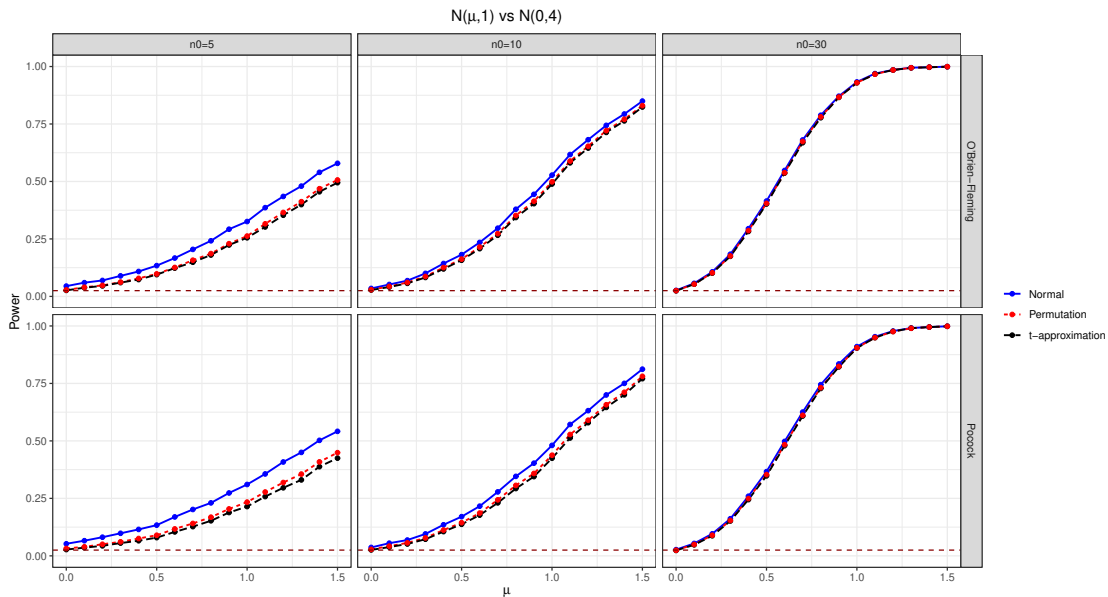 N(μ,1) vs N(0,4)
n0=5
n0=10
n0=30
1.00
0.75
0.50
0.25
0.00
O'Brien−Fleming
1.00
0.75
0.50
0.25
0.00
Pocock
Power
0.0
0.5
1.0
1.5
0.0
0.5
1.0
1.5
0.0
0.5
1.0
1.5
μ
Normal
Permutation
t−approximation